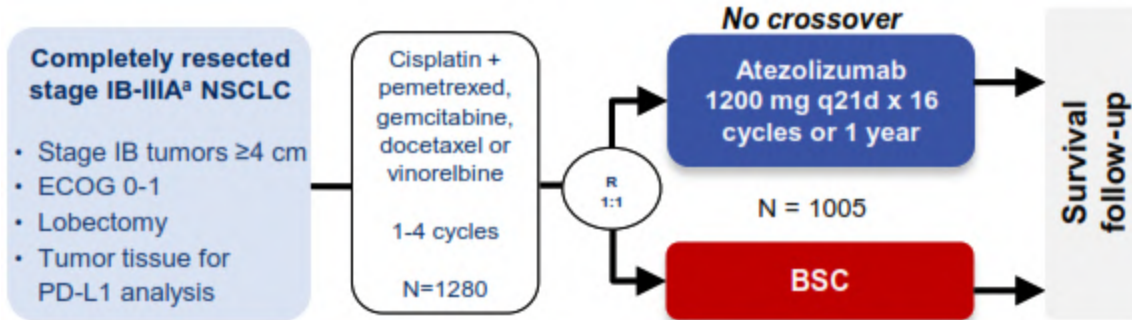 Completely resected
stage IB-IIIAª NSCLC
• Stage IB tumors ≥4 cm
• ECOG 0-1
• Lobectomy
• Tumor tissue for
PD-L1 analysis
Cisplatin +
pemetrexed,
gemcitabine,
docetaxel or
vinorelbine
1-4 cycles
N=1280
R
1:1
No crossover
Atezolizumab
1200 mg q21d x 16
cycles or 1 year
N = 1005
BSC
Survival
follow-up